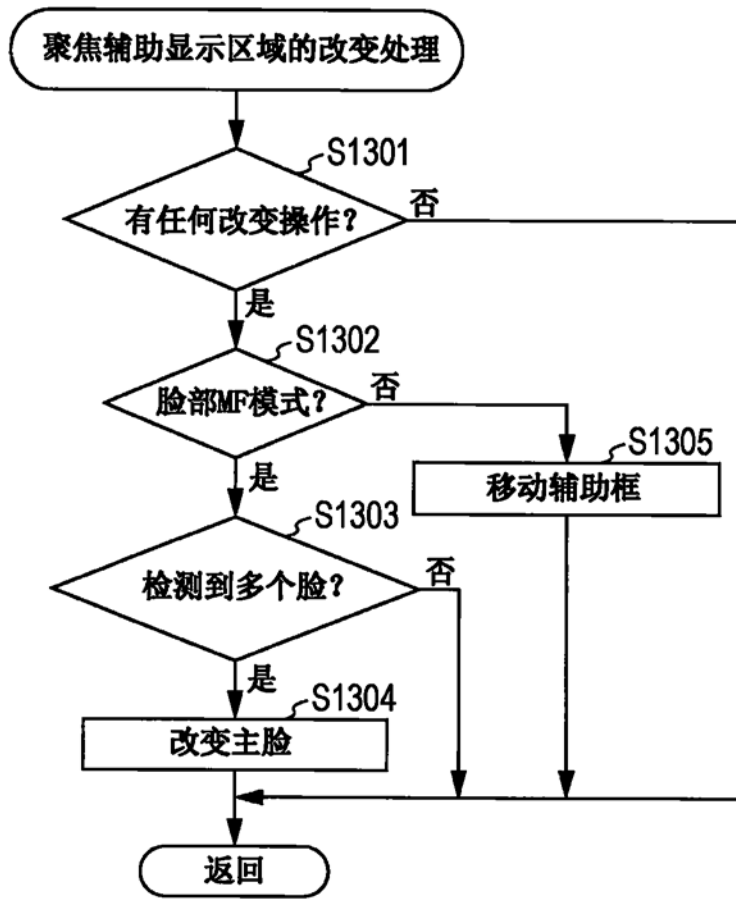 聚焦辅助显示区域的改变处理
S1301
有任何改变操作?
否
是
S1302
脸部MF模式?
否
是
S1305
移动辅助框
S1303
检测到多个脸?
否
是
S1304
改变主脸
返回